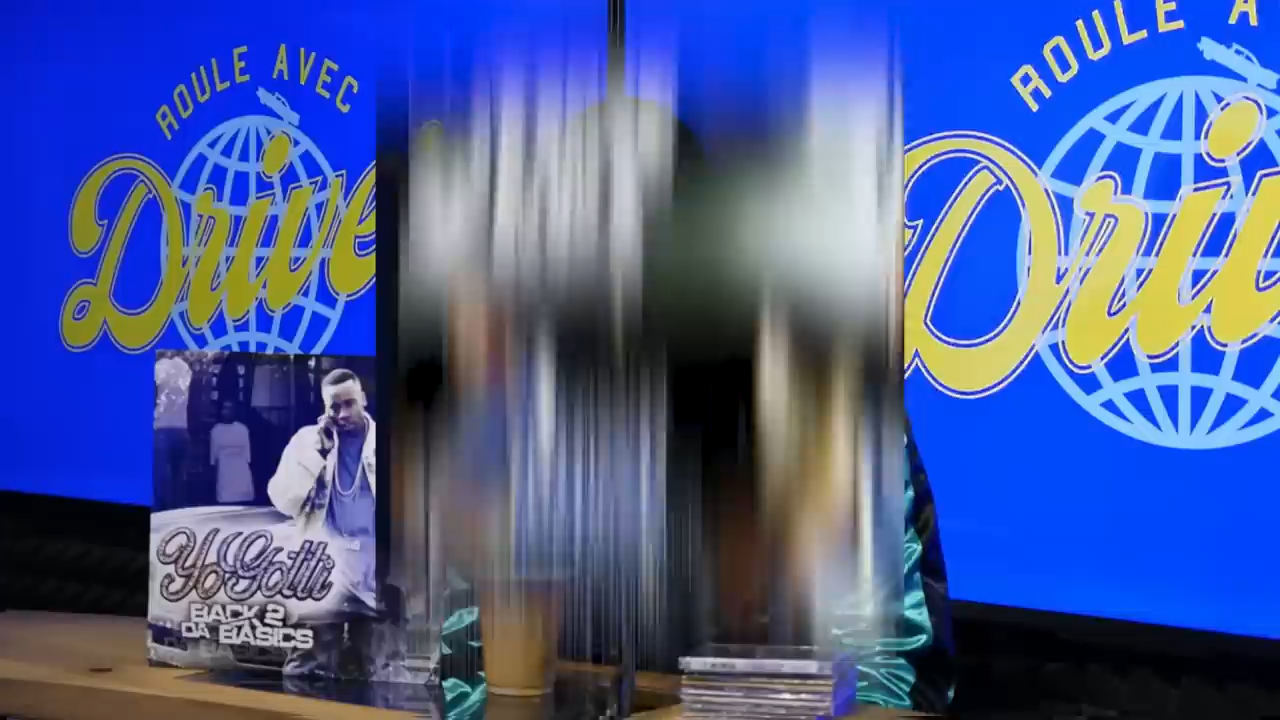 ROULE AVEC
Drive
Yo Gotti
BACK 2
DA BASICS
ROULE A
Dri